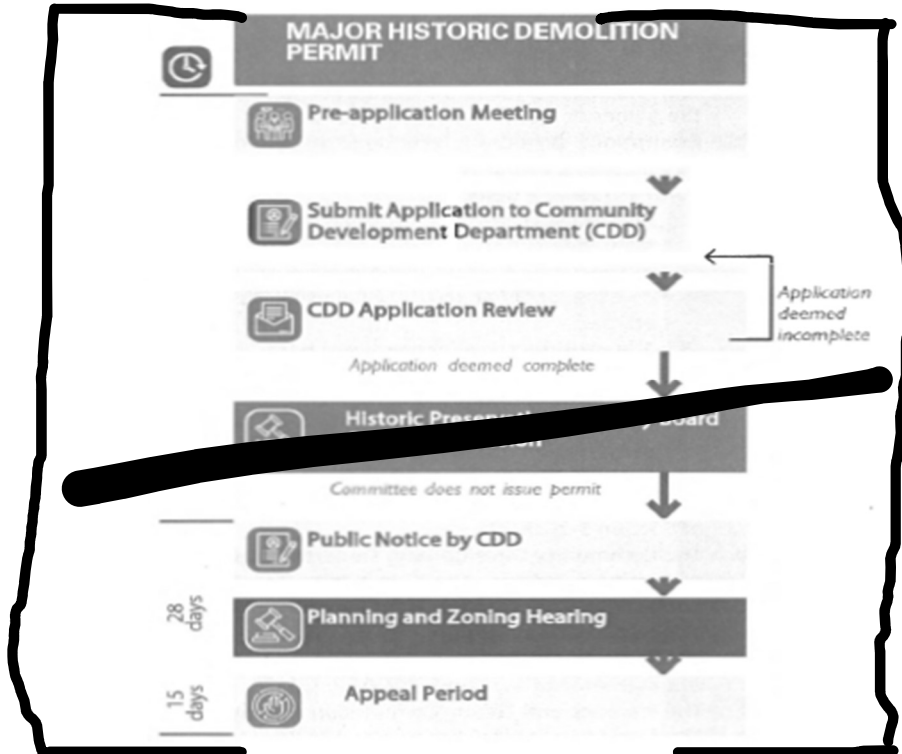 MAJOR HISTORIC DEMOLITION
PERMIT
Pre-application Meeting
Submit Application to Community
Development Department (CDD)
CDD Application Review
Application
deemed
incomplete
Application deemed complete
Historic
Board
Committee does not issue permit
Public Notice by CDD
28
days
Planning and Zoning Hearing
15
days
Appeal Period